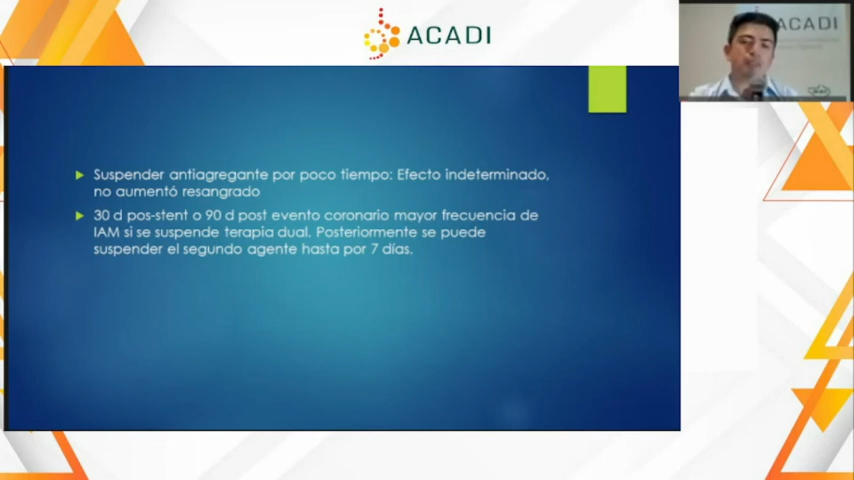 ACADI
ACADI
Suspender antiagregante por poco tiempo: Efecto indeterminado,
no aumentó resangrado
30 d pos-stent o 90 d post evento coronario mayor frecuencia de
IAM si se suspende terapia dual. Posteriormente se puede
suspender el segundo agente hasta por 7 días.